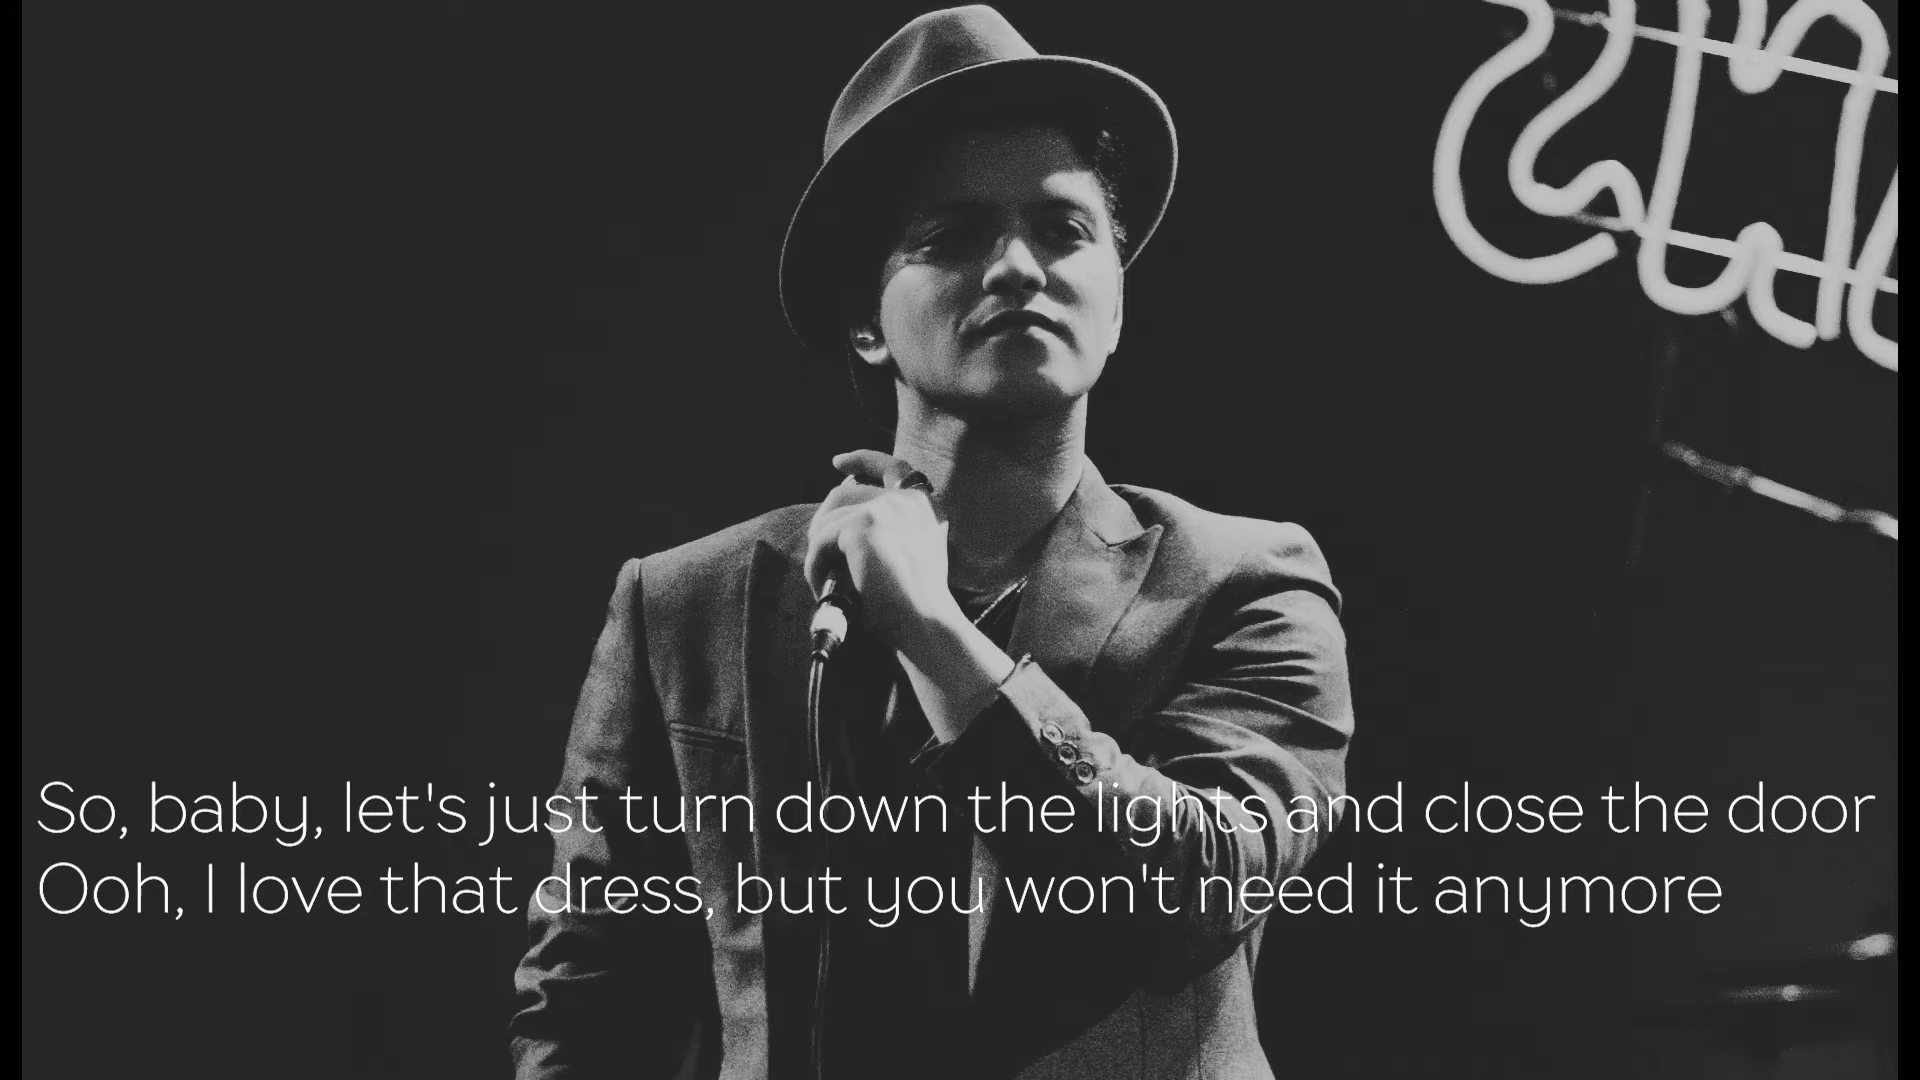 So, baby, let's just turn down the lights and close the door
Ooh, I love that dress, but you won't need it anymore